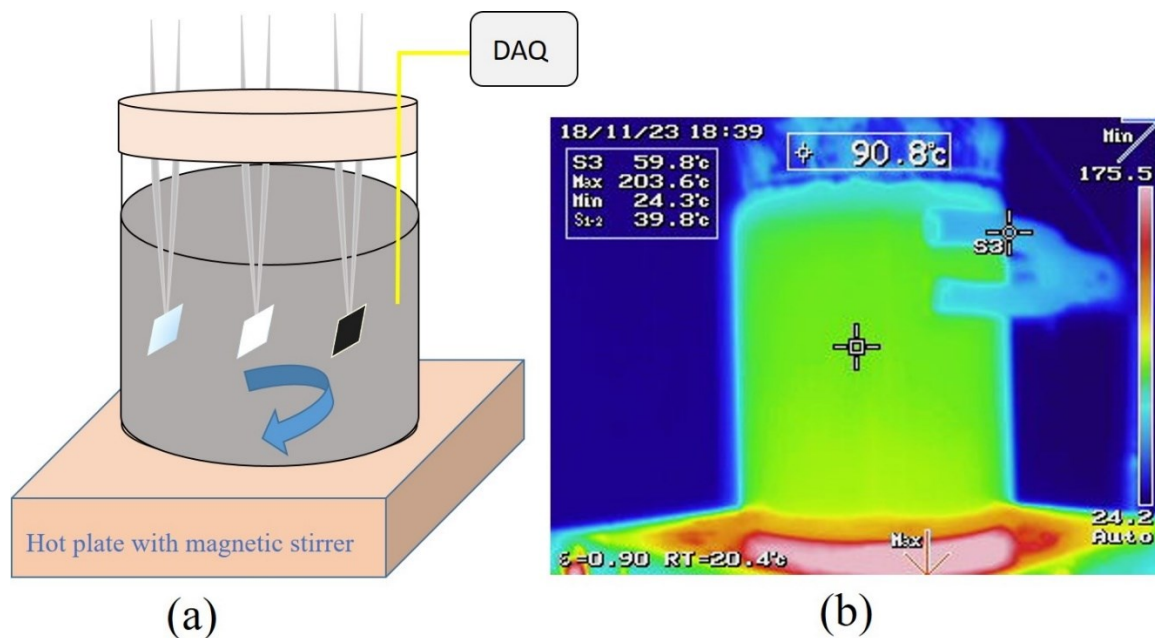 DAQ
Hot plate with magnetic stirrer
(a)
18/11/23 18:39
S3 59.8℃
Max 203.6℃
Min 24.3℃
S1-2 39.8℃
90.8℃
Min
175.5
S3
24.2
Auto
Max
ε=0.90 RT=20.4℃
(b)